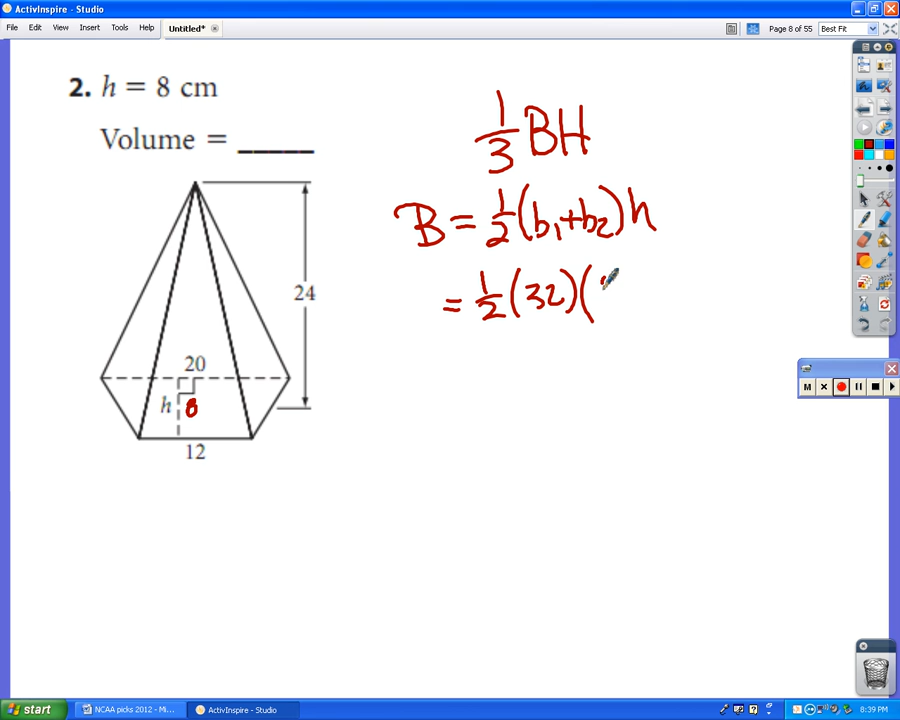 ActivInspire - Studio
File Edit View Insert Tools Help Untitled* Page 8 of 55 Best Fit
2. h = 8 cm
Volume = _____
1/3 BH
B = 1/2 (b₁+b₂)h
= 1/2 (32)(
24
20
h 8
12
M
start NCAA picks 2012 - Mi... ActivInspire - Studio 8:39 PM